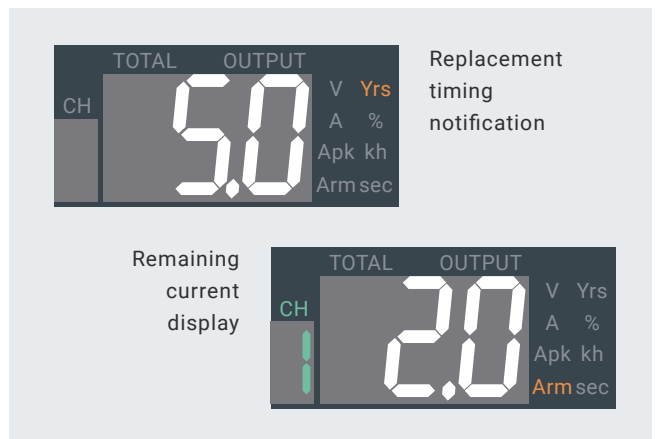 TOTAL OUTPUT
CH
5.0
V Yrs
A %
Apk kh
Arm sec
Replacement
timing
notification
Remaining
current
display
TOTAL OUTPUT
CH
1
2.0
V Yrs
A %
Apk kh
Arm sec